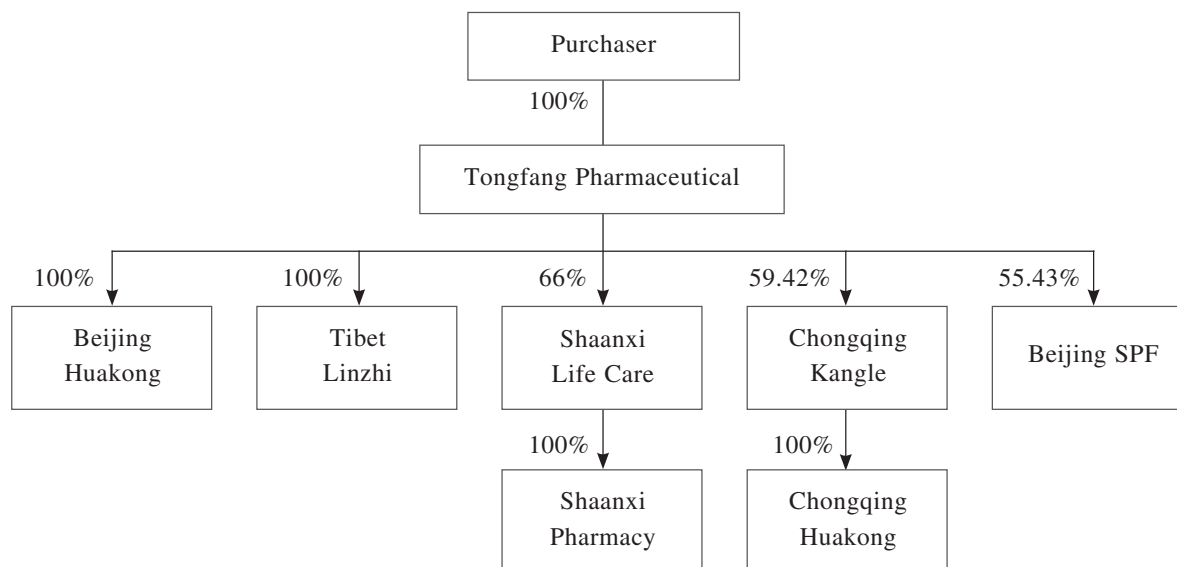 Purchaser
100%
Tongfang Pharmaceutical
100%
100%
66%
59.42%
55.43%
Beijing
Huakong
Tibet
Linzhi
Shaanxi
Life Care
Chongqing
Kangle
Beijing SPF
100%
100%
Shaanxi
Pharmacy
Chongqing
Huakong